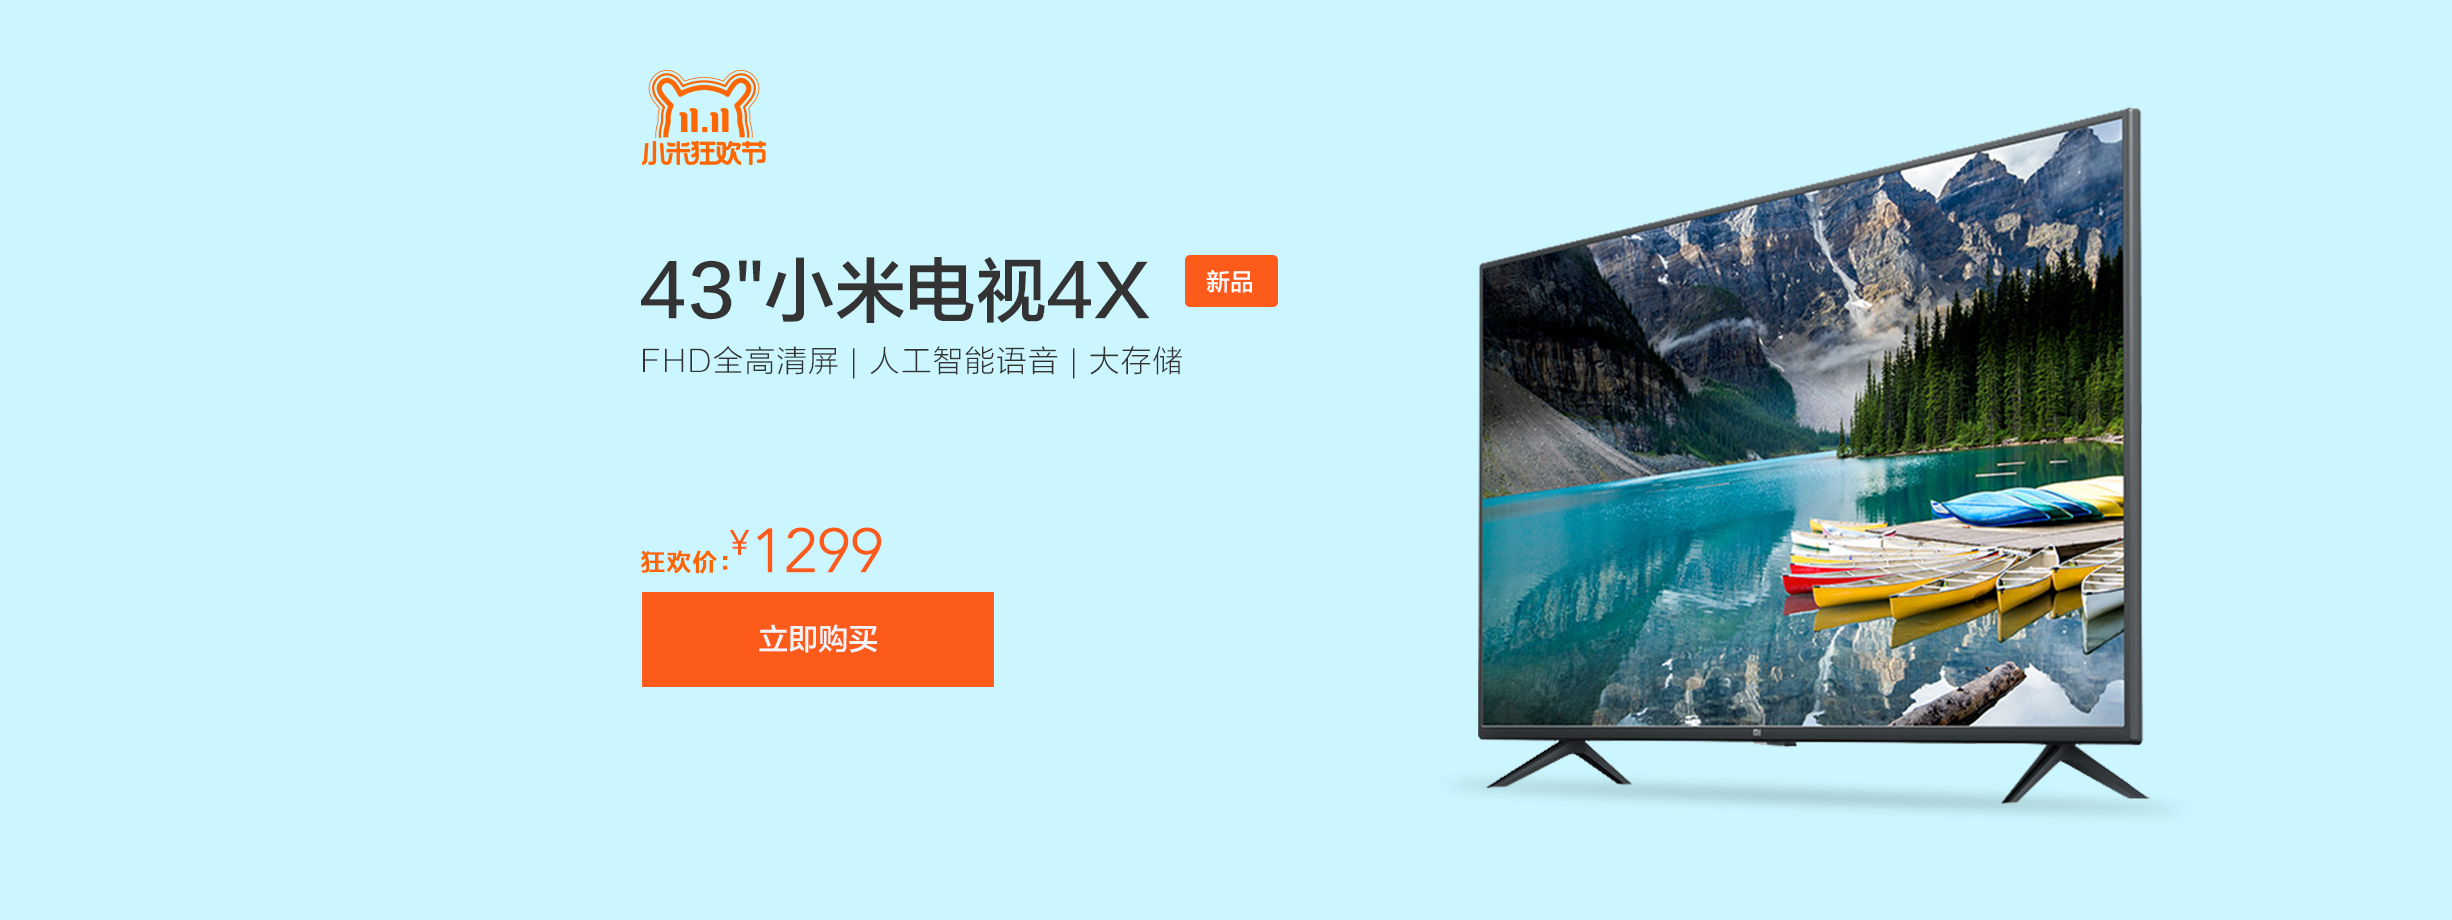 11.11
小米狂欢节
43"小米电视4X 新品
FHD全高清屏 | 人工智能语音 | 大存储
狂欢价:¥1299
立即购买